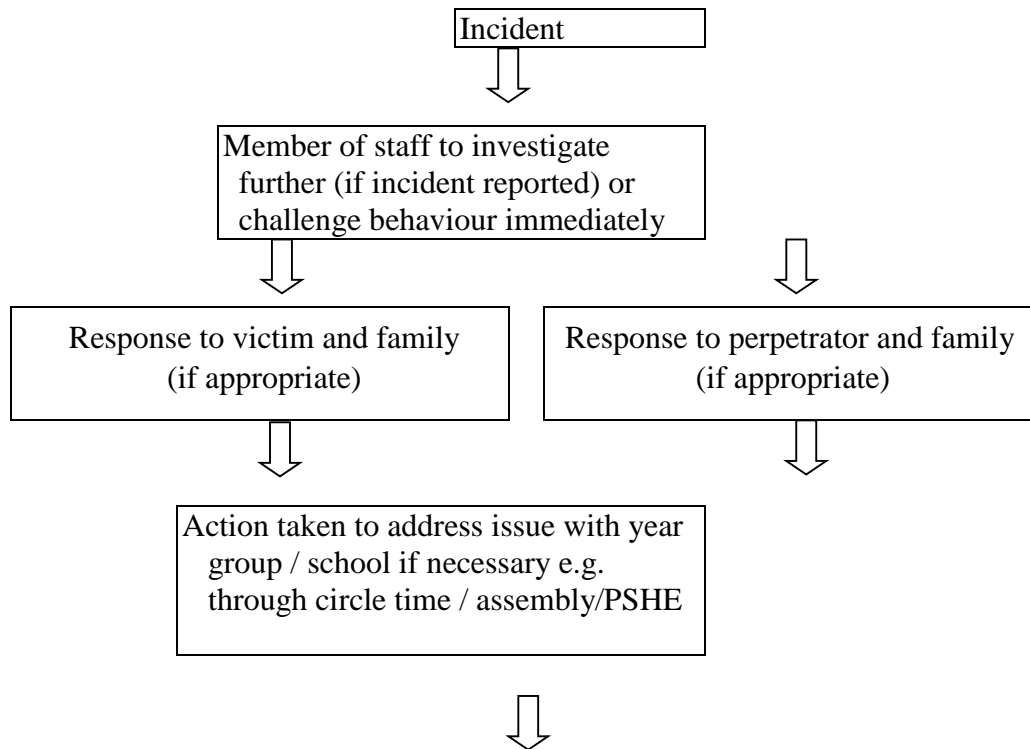 Incident
Member of staff to investigate
further (if incident reported) or
challenge behaviour immediately
Response to victim and family
(if appropriate)
Response to perpetrator and family
(if appropriate)
Action taken to address issue with year
group / school if necessary e.g.
through circle time / assembly/PSHE